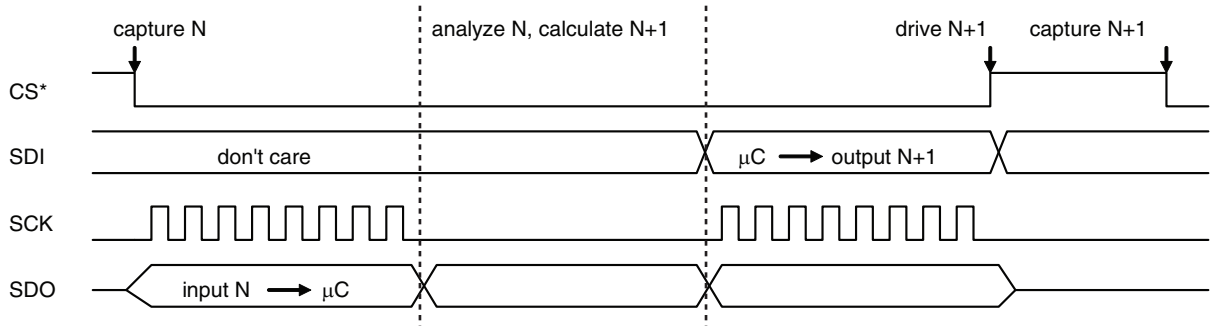 capture N
analyze N, calculate N+1
drive N+1
capture N+1
CS*
SDI
don't care
μC → output N+1
SCK
SDO
input N → μC